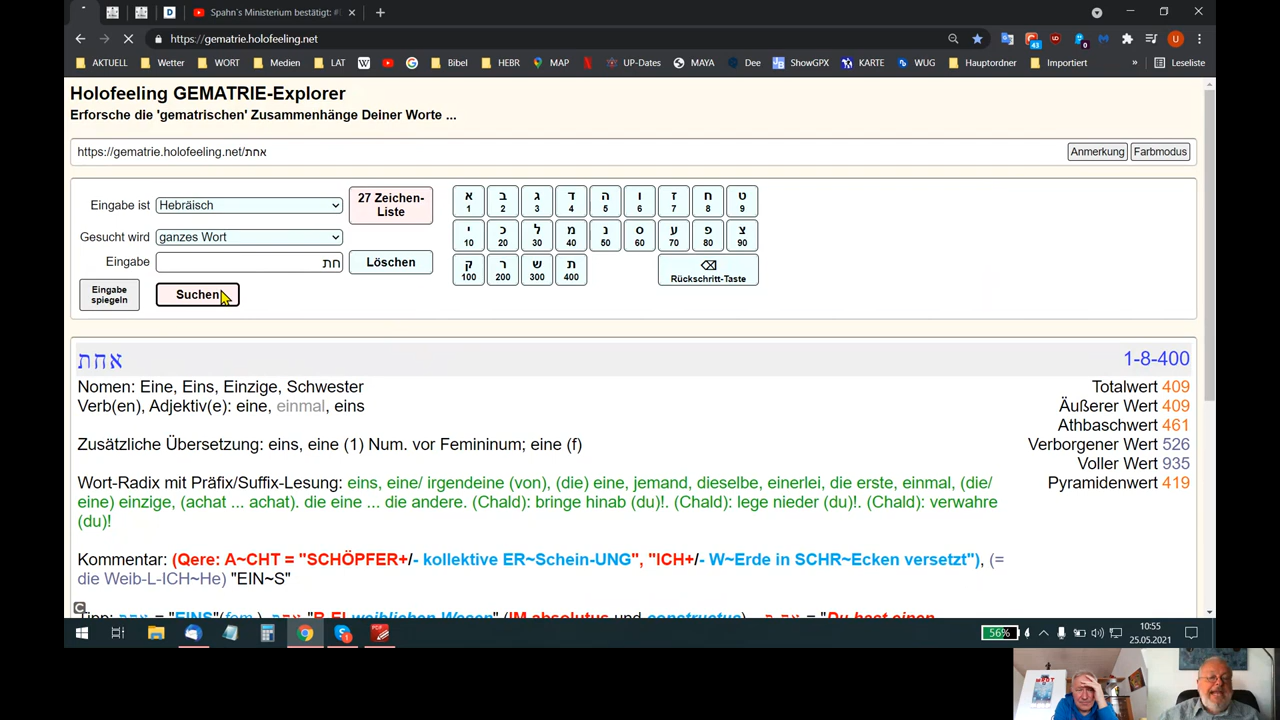 Spahn's Ministerium bestätigt: #
Eingabe
https://gematrie.holofeeling.net
43
0
U
AKTUELL Wetter WORT Medien LAT Bibel HEBR MAP UP-Dates MAYA Dee ShowGPX KARTE WUG Hauptordner Importiert » Leseliste
Holofeeling GEMATRIE-Explorer
Erforsche die 'gematrischen' Zusammenhänge Deiner Worte ...
https://gematrie.holofeeling.net/אחת
Anmerkung Farbmodus
Eingabe ist Hebräisch
27 Zeichen-Liste
Gesucht wird ganzes Wort
Eingabe חת
Löschen
Eingabe spiegeln
Suchen
א ב ג ד ה ו ז ח ט
1 2 3 4 5 6 7 8 9
י כ ל מ נ ס ע פ צ
10 20 30 40 50 60 70 80 90
ק ר ש ת
100 200 300 400
Rückschritt-Taste
אחת 1-8-400
Nomen: Eine, Eins, Einzige, Schwester
Verb(en), Adjektiv(e): eine, einmal, eins
Zusätzliche Übersetzung: eins, eine (1) Num. vor Femininum; eine (f)
Wort-Radix mit Präfix/Suffix-Lesung: eins, eine/ irgendeine (von), (die) eine, jemand, dieselbe, einerlei, die erste, einmal, (die/
eine) einzige, (achat ... achat). die eine ... die andere. (Chald): bringe hinab (du)!. (Chald): lege nieder (du)!. (Chald): verwahre
(du)!
Kommentar: (Qere: A~CHT = "SCHÖPFER+/- kollektive ER~Schein-UNG", "ICH+/- W~Erde in SCHR~Ecken versetzt"), (=
die Weib-L-ICH~He) "EIN~S"
Totalwert 409
Äußerer Wert 409
Athbaschwert 461
Verborgener Wert 526
Voller Wert 935
Pyramidenwert 419
56%
10:55
25.05.2021